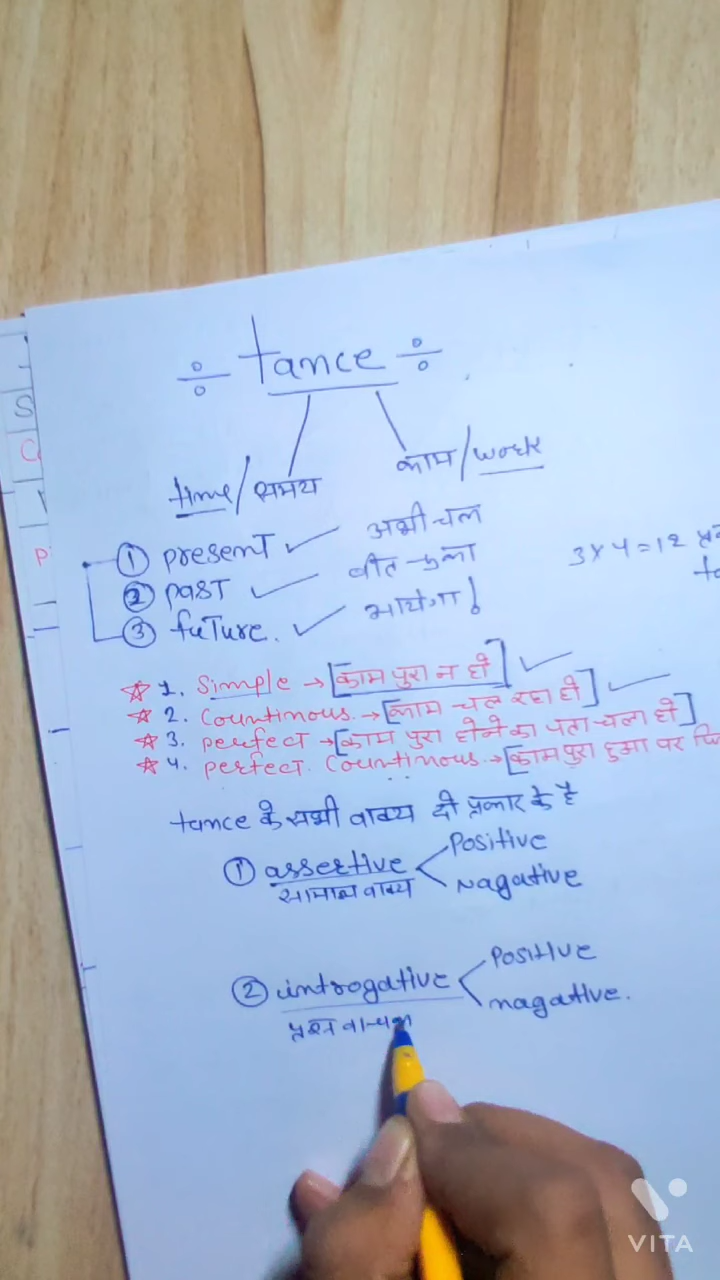 ÷ tance ÷
time/समय काम/work
① present ✓ अभी चल
② past ✓ बीत चुका
③ future. ✓ आयेगा!
3×4=12
☆ 1. Simple → [काम पुरा न हो] ✓
☆ 2. Countinous. → [काम चल रहा हो] ✓
☆ 3. perfect → [काम पुरा होने का पता चला हो]
☆ 4. perfect. Countinous. → [काम पुरा हुआ पर
tance के सभी वाक्य दो प्रकार के है
① assertive Positive
सामान्य वाक्य Nagative
② introgative Positive
प्रश्न वाचक nagative.
S
C
P
VITA